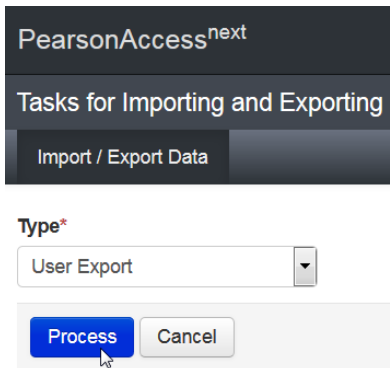 PearsonAccessnext
Tasks for Importing and Exporting
Import / Export Data
Type*
User Export
Process Cancel